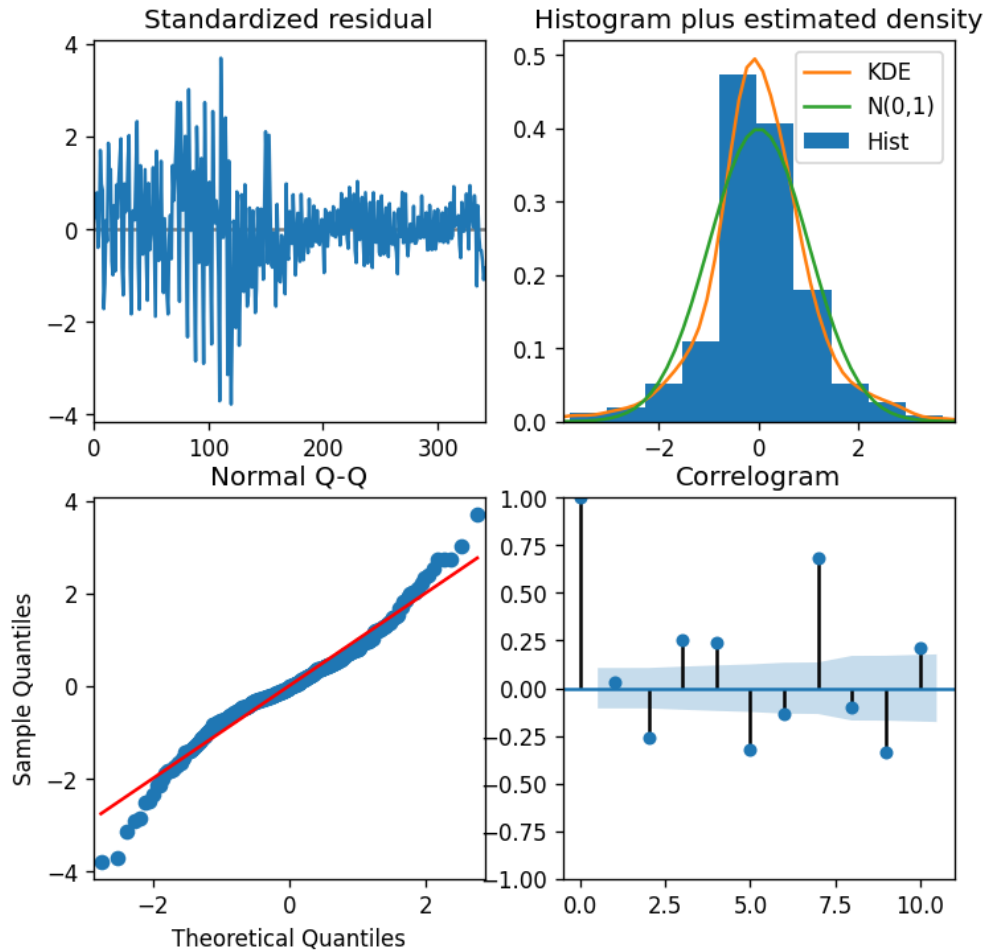 Standardized residual
4
2
0
−2
−4
0 100 200 300
Histogram plus estimated density
KDE
N(0,1)
Hist
0.5
0.4
0.3
0.2
0.1
0.0
−2 0 2
Normal Q-Q
Sample Quantiles
4
2
0
−2
−4
−2 0 2
Theoretical Quantiles
Correlogram
1.00
0.75
0.50
0.25
0.00
−0.25
−0.50
−0.75
−1.00
0.0 2.5 5.0 7.5 10.0